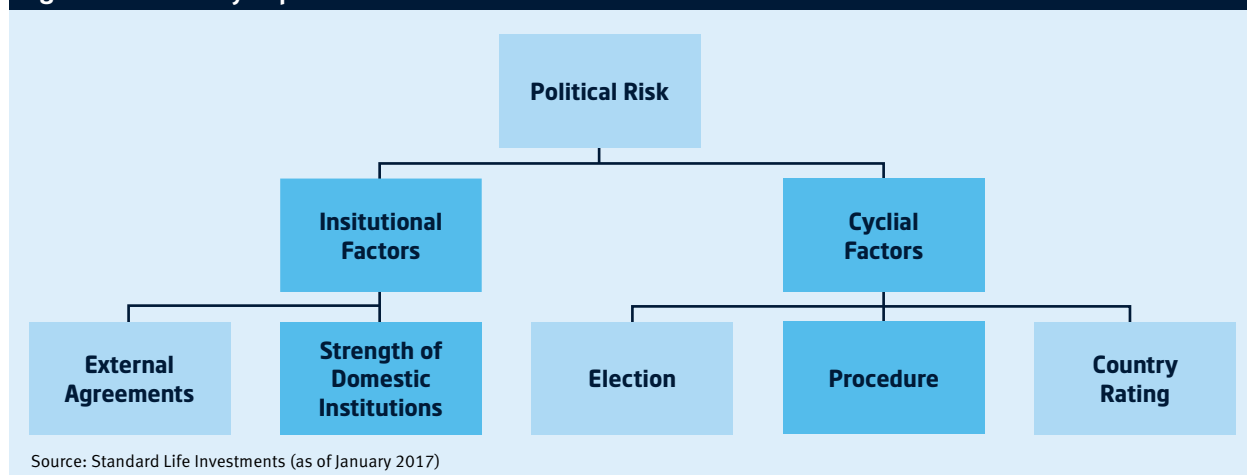 Political Risk
Insitutional
Factors
Cyclial
Factors
External
Agreements
Strength of
Domestic
Institutions
Election
Procedure
Country
Rating
Source: Standard Life Investments (as of January 2017)